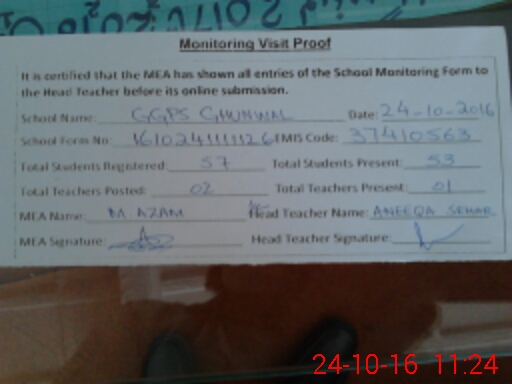 Monitoring Visit Proof
It is certified that the MEA has shown all entries of the School Monitoring Form to
the Head Teacher before its online submission.
School Name: GGPS GHUNWAL Date: 24-10-2016
School Form No: EMIS Code: 37410563
Total Students Registered: 57 Total Students Present: 53
Total Teachers Posted: 02 Total Teachers Present: 01
MEA Name: M AZAM Head Teacher Name: ANEEQA SEHAR
MEA Signature: Head Teacher Signature:
24-10-16 11:24